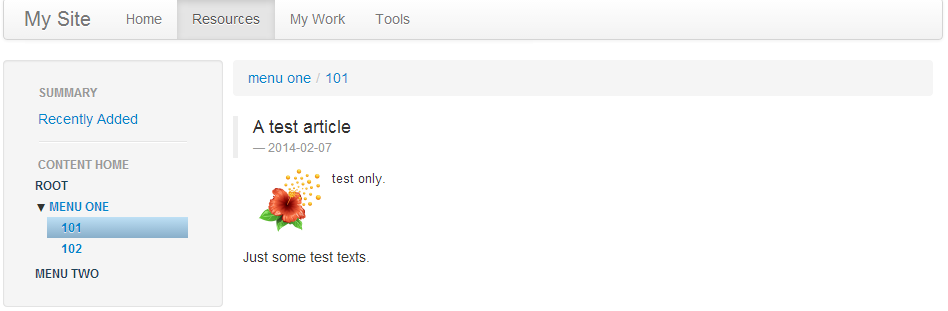 My Site Home Resources My Work Tools
SUMMARY
Recently Added
CONTENT HOME
ROOT
▼ MENU ONE
101
102
MENU TWO
menu one / 101
A test article
— 2014-02-07
test only.
Just some test texts.